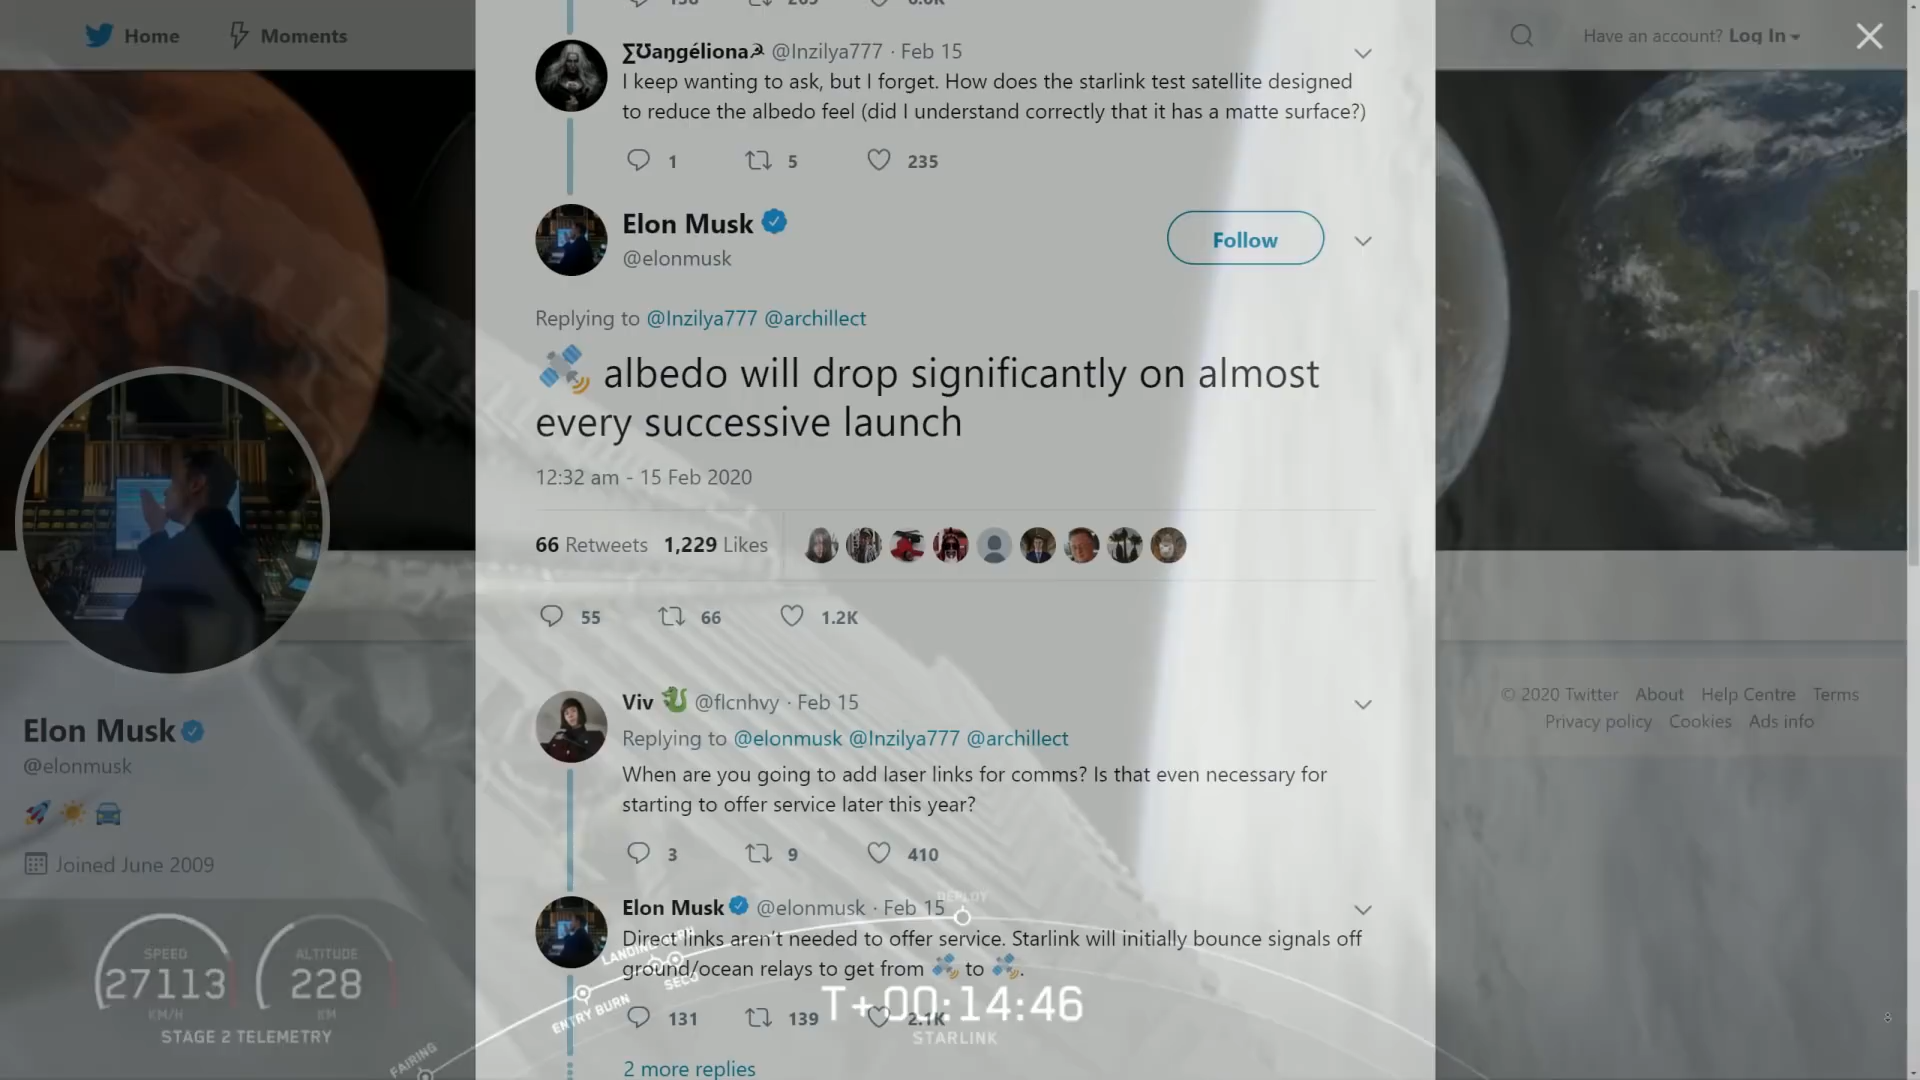 Home
Moments
Have an account? Log In
@Inzilya777 · Feb 15
I keep wanting to ask, but I forget. How does the starlink test satellite designed
to reduce the albedo feel (did I understand correctly that it has a matte surface?)
1 5 235
Elon Musk
@elonmusk
Follow
Replying to @Inzilya777 @archillect
albedo will drop significantly on almost
every successive launch
12:32 am - 15 Feb 2020
66 Retweets 1,229 Likes
55 66 1.2K
Viv @flcnhvy · Feb 15
Replying to @elonmusk @Inzilya777 @archillect
When are you going to add laser links for comms? Is that even necessary for
starting to offer service later this year?
3 9 410
Elon Musk @elonmusk · Feb 15
Direct links aren't needed to offer service. Starlink will initially bounce signals off
ground/ocean relays to get from to .
131 139 2.1K
2 more replies
Elon Musk
@elonmusk
Joined June 2009
© 2020 Twitter About Help Centre Terms
Privacy policy Cookies Ads info
SPEED
27113
KM/H
ALTITUDE
228
KM
STAGE 2 TELEMETRY
FAIRING
ENTRY BURN
SECO
LANDING BURN
DEPLOY
T+00:14:46
STARLINK